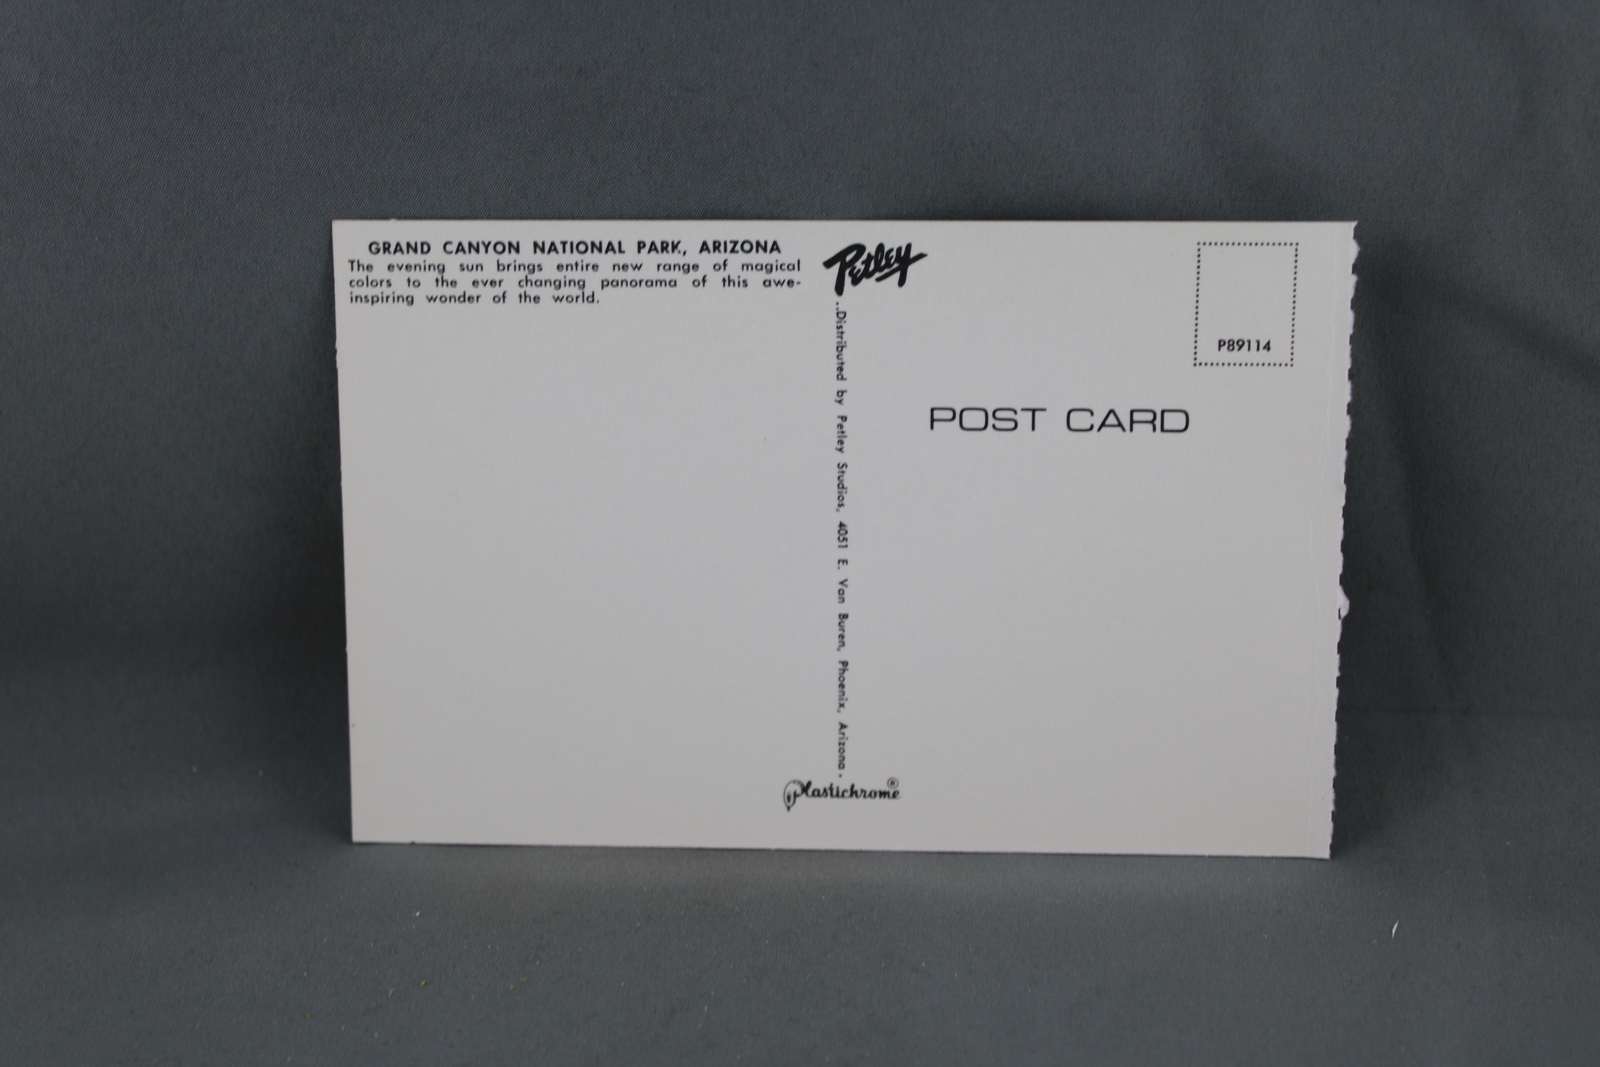 GRAND CANYON NATIONAL PARK, ARIZONA
The evening sun brings entire new range of magical
colors to the ever changing panorama of this awe-
inspiring wonder of the world.
Petley
..Distributed by Petley Studios, 4051 E. Van Buren, Phoenix, Arizona.
Plastichrome®
P89114
POST CARD